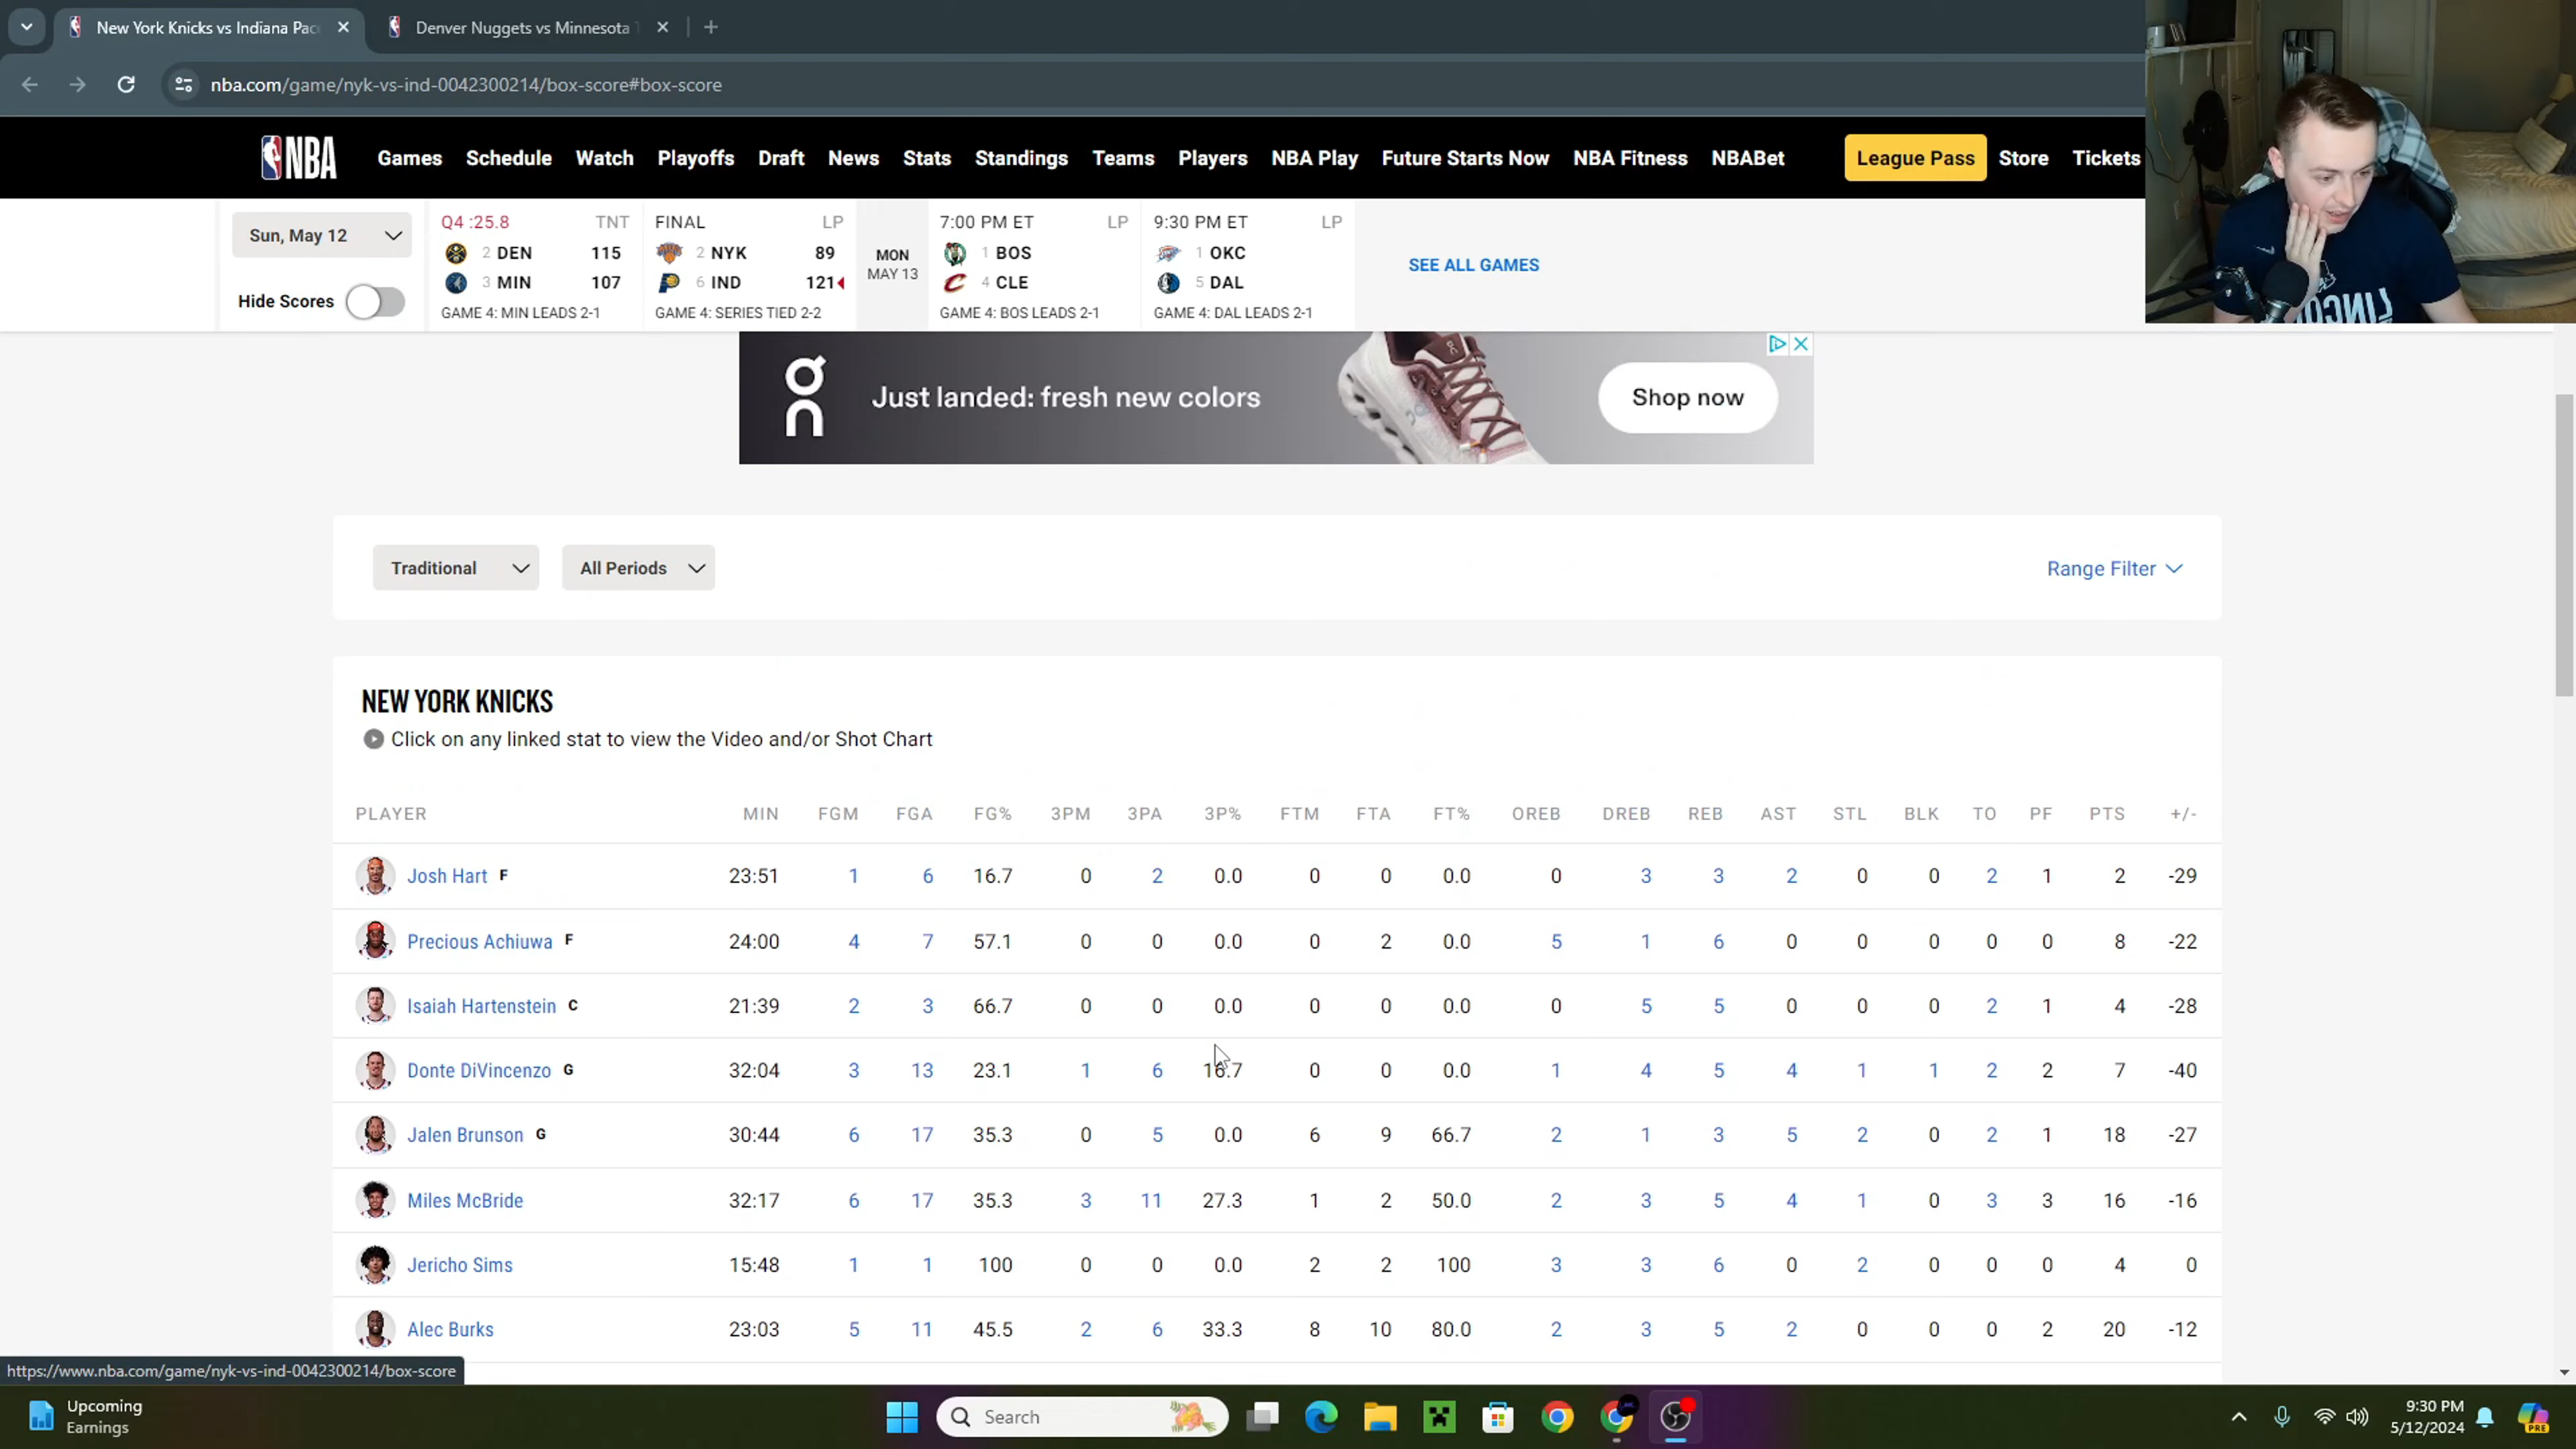 New York Knicks vs Indiana Pac
Denver Nuggets vs Minnesota T
nba.com/game/nyk-vs-ind-0042300214/box-score#box-score
NBA Games Schedule Watch Playoffs Draft News Stats Standings Teams Players NBA Play Future Starts Now NBA Fitness NBABet League Pass Store Tickets
Sun, May 12
Hide Scores
Q4 :25.8 TNT
2 DEN 115
3 MIN 107
GAME 4: MIN LEADS 2-1
FINAL LP
2 NYK 89
6 IND 121
GAME 4: SERIES TIED 2-2
MON
MAY 13
7:00 PM ET LP
1 BOS
4 CLE
GAME 4: BOS LEADS 2-1
9:30 PM ET LP
1 OKC
5 DAL
GAME 4: DAL LEADS 2-1
SEE ALL GAMES
on
Just landed: fresh new colors
Shop now
Traditional All Periods Range Filter
NEW YORK KNICKS
Click on any linked stat to view the Video and/or Shot Chart
PLAYER MIN FGM FGA FG% 3PM 3PA 3P% FTM FTA FT% OREB DREB REB AST STL BLK TO PF PTS +/-
Josh Hart F 23:51 1 6 16.7 0 2 0.0 0 0 0.0 0 3 3 2 0 0 2 1 2 -29
Precious Achiuwa F 24:00 4 7 57.1 0 0 0.0 0 2 0.0 5 1 6 0 0 0 0 0 8 -22
Isaiah Hartenstein C 21:39 2 3 66.7 0 0 0.0 0 0 0.0 0 5 5 0 0 0 2 1 4 -28
Donte DiVincenzo G 32:04 3 13 23.1 1 6 16.7 0 0 0.0 1 4 5 4 1 1 2 2 7 -40
Jalen Brunson G 30:44 6 17 35.3 0 5 0.0 6 9 66.7 2 1 3 5 2 0 2 1 18 -27
Miles McBride 32:17 6 17 35.3 3 11 27.3 1 2 50.0 2 3 5 4 1 0 3 3 16 -16
Jericho Sims 15:48 1 1 100 0 0 0.0 2 2 100 3 3 6 0 2 0 0 0 4 0
Alec Burks 23:03 5 11 45.5 2 6 33.3 8 10 80.0 2 3 5 2 0 0 0 2 20 -12
https://www.nba.com/game/nyk-vs-ind-0042300214/box-score
Upcoming
Earnings
Search
9:30 PM
5/12/2024
PRE